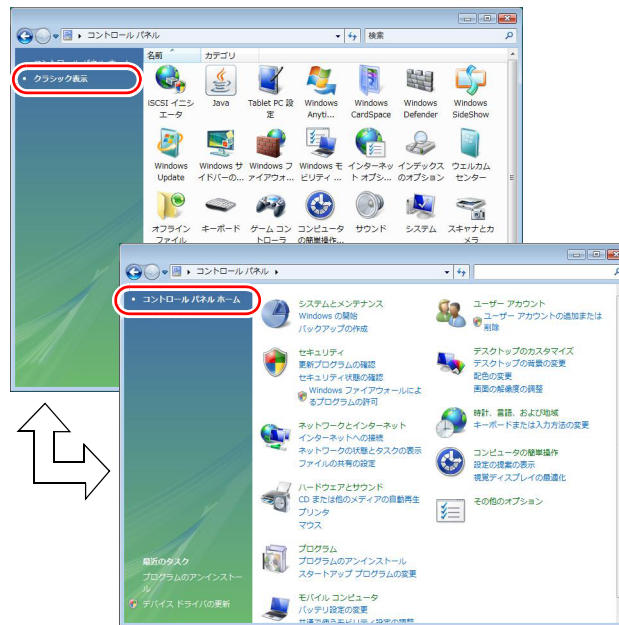 コントロール パネル
検索
名前
カテゴリ
クラシック表示
iSCSI イニシ
エータ
Java
Tablet PC 設
定
Windows
Anyti...
Windows
CardSpace
Windows
Defender
Windows
SideShow
Windows
Update
Windows サ
イドバーの...
Windows フ
ァイアウォ...
Windows モ
ビリティ ...
インターネッ
ト オプシ...
インデックス
のオプション
ウェルカム
センター
オフライン
ファイル
キーボード
ゲーム コン
トローラ
コンピュータ
の簡単操作...
サウンド
システム
スキャナとカ
メラ
コントロール パネル
コントロール パネル ホーム
システムとメンテナンス
Windows の開始
バックアップの作成
セキュリティ
更新プログラムの確認
セキュリティ状態の確認
Windows ファイアウォールによ
るプログラムの許可
ネットワークとインターネット
インターネットへの接続
ネットワークの状態とタスクの表示
ファイルの共有の設定
ハードウェアとサウンド
CD または他のメディアの自動再生
プリンタ
マウス
プログラム
プログラムのアンインストール
スタートアップ プログラムの変更
モバイル コンピュータ
バッテリ設定の変更
共通で使うモビリティ設定の調整
ユーザー アカウント
ユーザー アカウントの追加または
削除
デスクトップのカスタマイズ
デスクトップの背景の変更
配色の変更
画面の解像度の調整
時計、言語、および地域
キーボードまたは入力方法の変更
コンピュータの簡単操作
設定の提案の表示
視覚ディスプレイの最適化
その他のオプション
最近のタスク
プログラムのアンインストー
ル
デバイス ドライバの更新